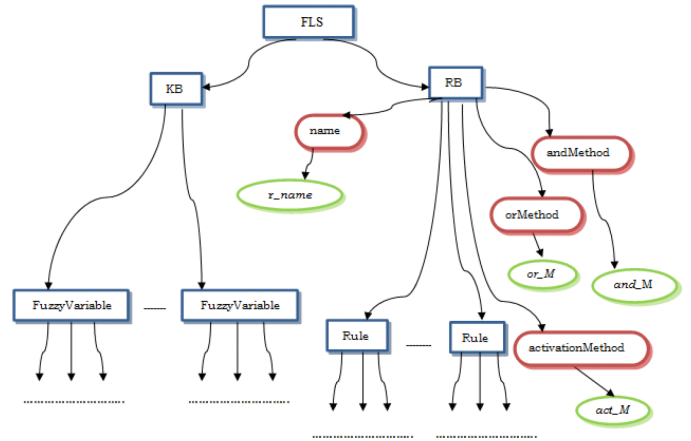 FLS
KB
RB
name
andMethod
r_name
orMethod
or_M
and_M
FuzzyVariable
FuzzyVariable
Rule
Rule
activationMethod
act_M